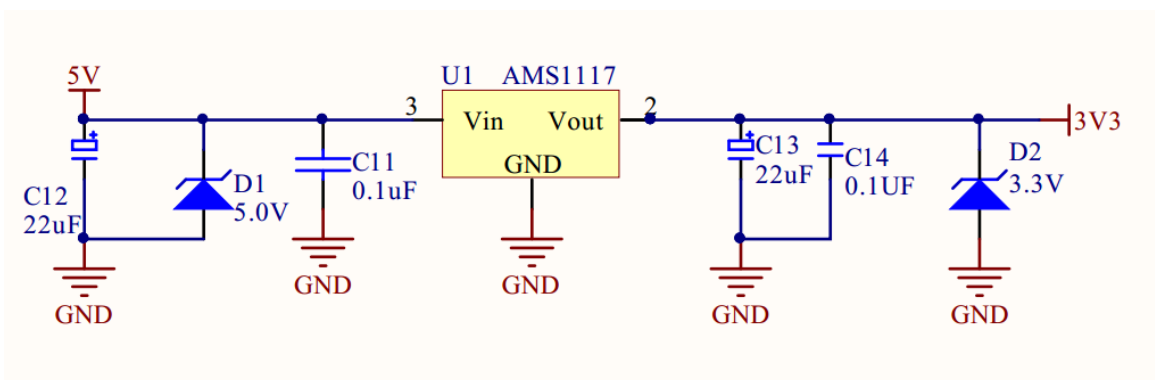 5V
U1 AMS1117
3
2
Vin Vout
GND
3V3
C12
22uF
D1
5.0V
C11
0.1uF
C13
22uF
C14
0.1UF
D2
3.3V
GND
GND
GND
GND
GND